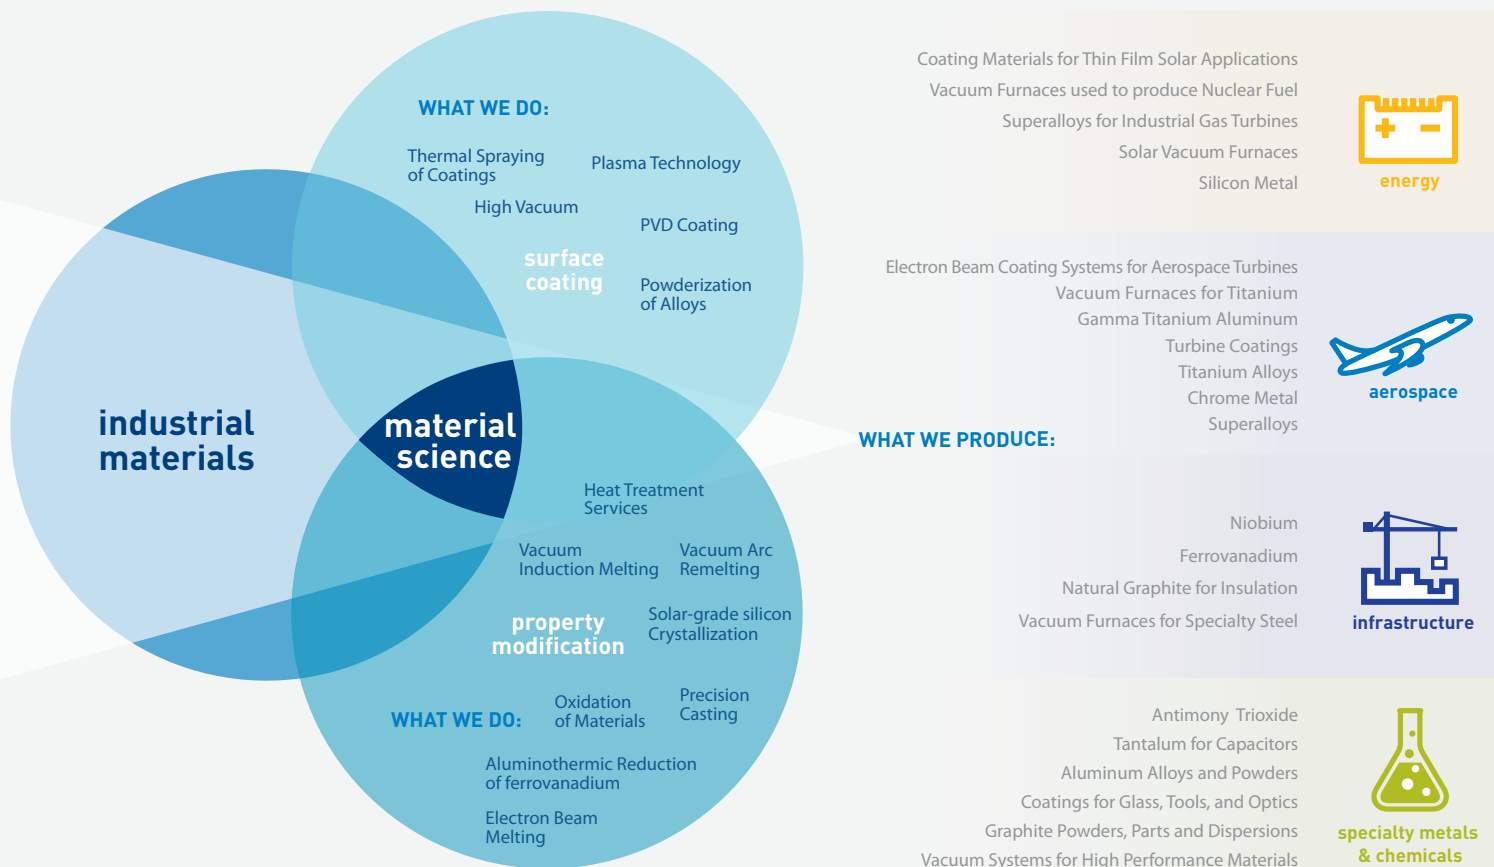 WHAT WE DO:
Thermal Spraying
of Coatings
Plasma Technology
High Vacuum
PVD Coating
surface
coating
Powderization
of Alloys
industrial
materials
material
science
Heat Treatment
Services
Vacuum
Induction Melting
Vacuum Arc
Remelting
Solar-grade silicon
Crystallization
property
modification
WHAT WE DO:
Oxidation
of Materials
Precision
Casting
Aluminothermic Reduction
of ferrovanadium
Electron Beam
Melting
WHAT WE PRODUCE:
Coating Materials for Thin Film Solar Applications
Vacuum Furnaces used to produce Nuclear Fuel
Superalloys for Industrial Gas Turbines
Solar Vacuum Furnaces
Silicon Metal
energy
Electron Beam Coating Systems for Aerospace Turbines
Vacuum Furnaces for Titanium
Gamma Titanium Aluminum
Turbine Coatings
Titanium Alloys
Chrome Metal
Superalloys
aerospace
Niobium
Ferrovanadium
Natural Graphite for Insulation
Vacuum Furnaces for Specialty Steel
infrastructure
Antimony Trioxide
Tantalum for Capacitors
Aluminum Alloys and Powders
Coatings for Glass, Tools, and Optics
Graphite Powders, Parts and Dispersions
Vacuum Systems for High Performance Materials
specialty metals
& chemicals